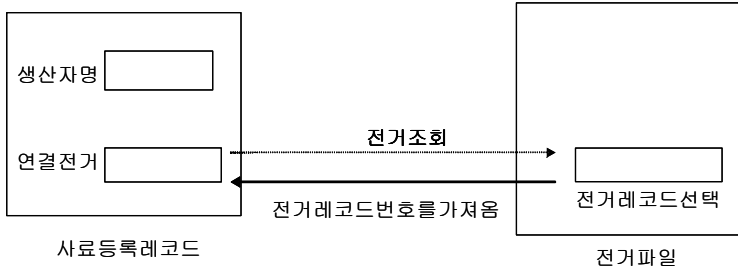 생산자명
전거조회
연결전거
전거레코드번호를가져옴
전거레코드선택
사료등록레코드
전거파일